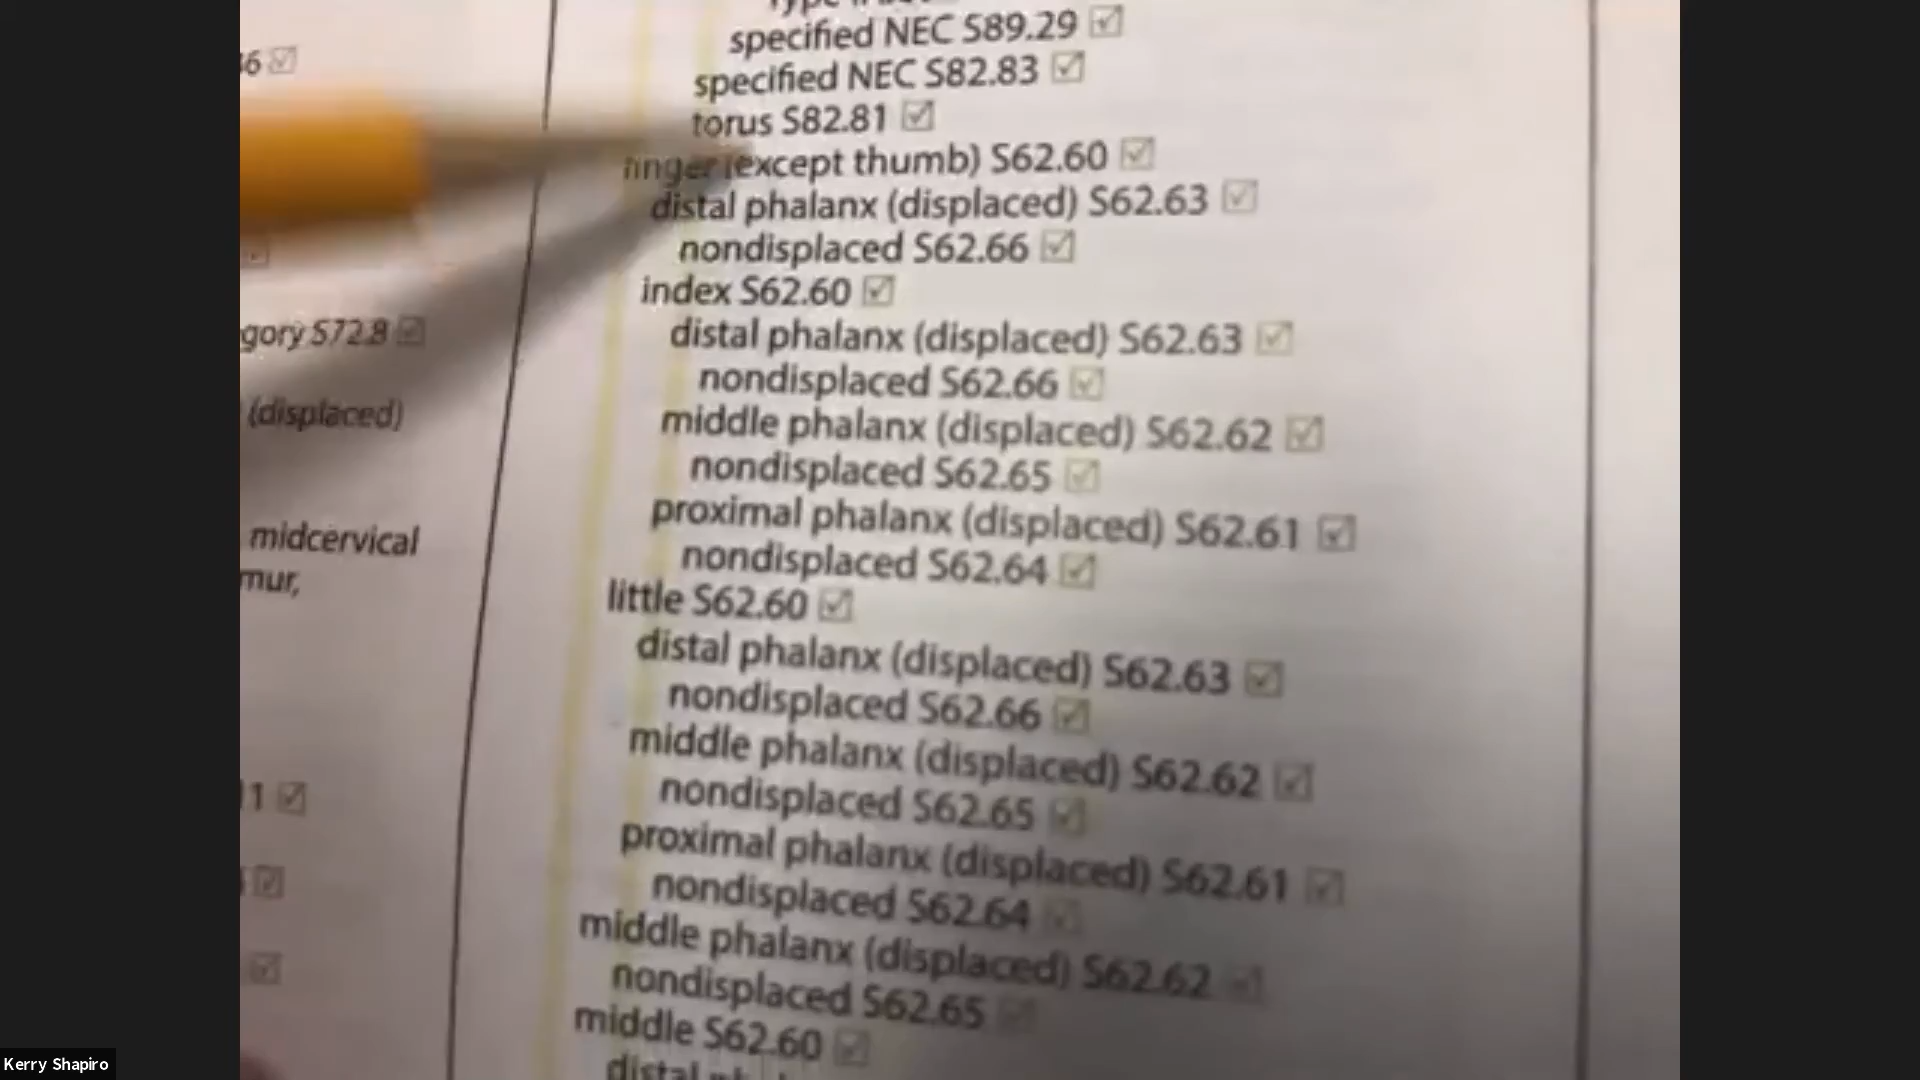 specified NEC S89.29
specified NEC S82.83
torus S82.81
finger (except thumb) S62.60
distal phalanx (displaced) S62.63
nondisplaced S62.66
index S62.60
distal phalanx (displaced) S62.63
nondisplaced S62.66
middle phalanx (displaced) S62.62
nondisplaced S62.65
proximal phalanx (displaced) S62.61
nondisplaced S62.64
little S62.60
distal phalanx (displaced) S62.63
nondisplaced S62.66
middle phalanx (displaced) S62.62
nondisplaced S62.65
proximal phalanx (displaced) S62.61
nondisplaced S62.64
middle phalanx (displaced) S62.62
nondisplaced S62.65
middle S62.60
distal
gory S72.8
(displaced)
midcervical
mur,
Kerry Shapiro